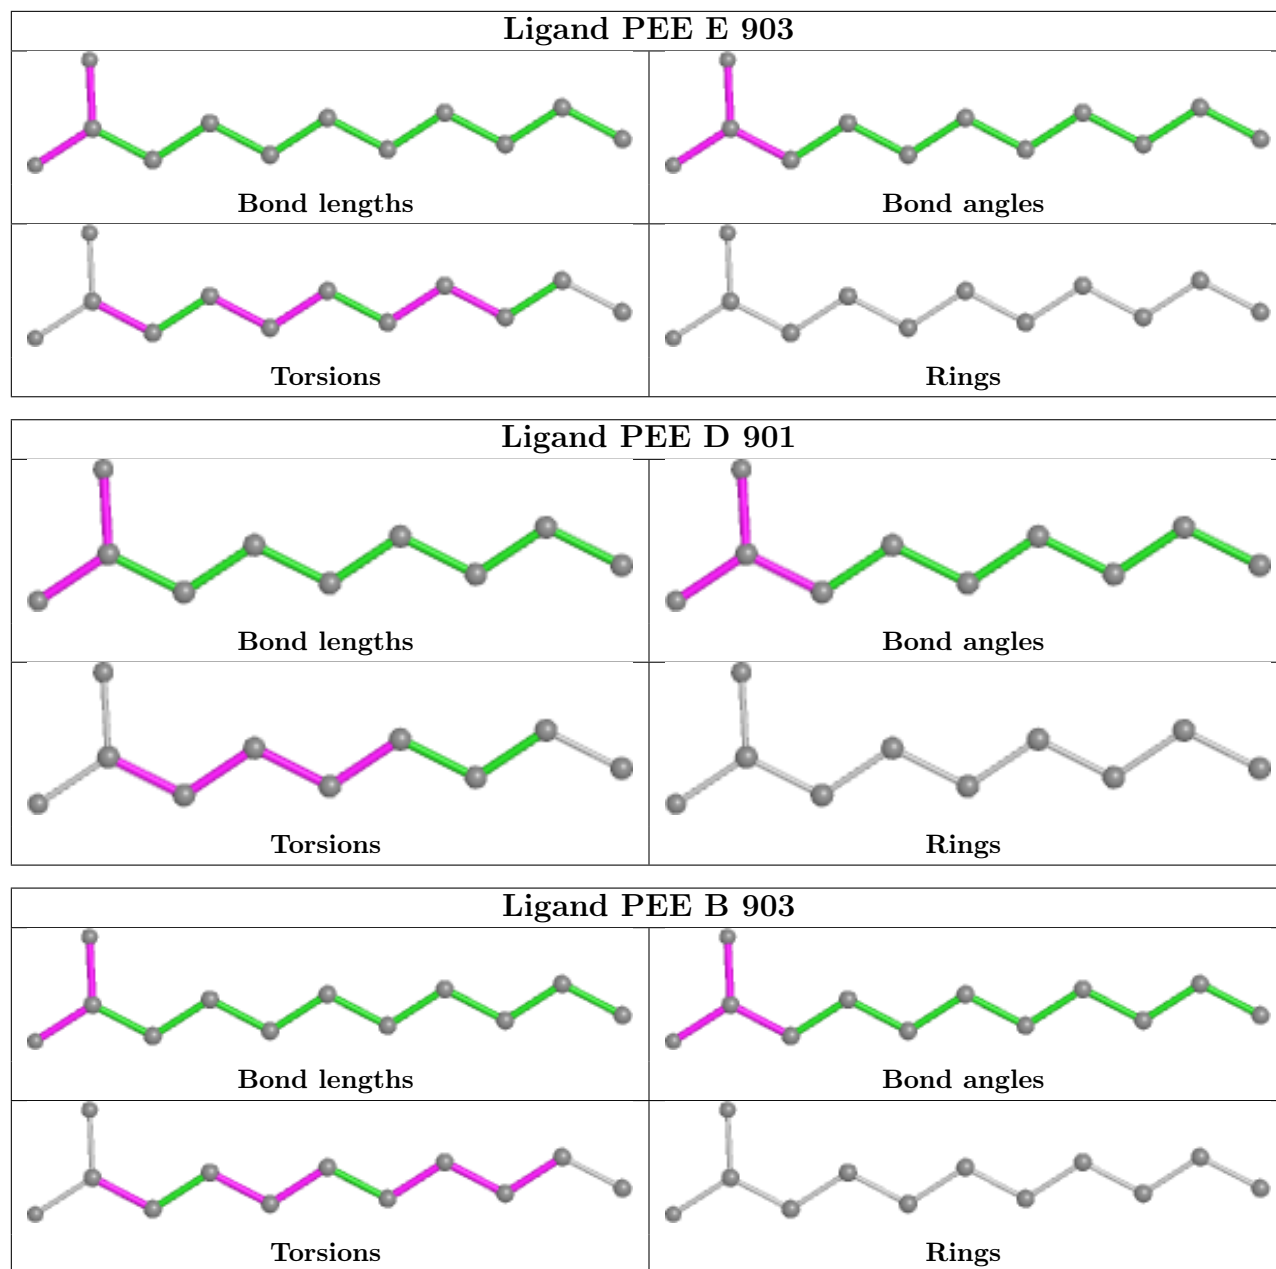 Ligand PEE E 903
Bond lengths
Bond angles
Torsions
Rings
Ligand PEE D 901
Bond lengths
Bond angles
Torsions
Rings
Ligand PEE B 903
Bond lengths
Bond angles
Torsions
Rings